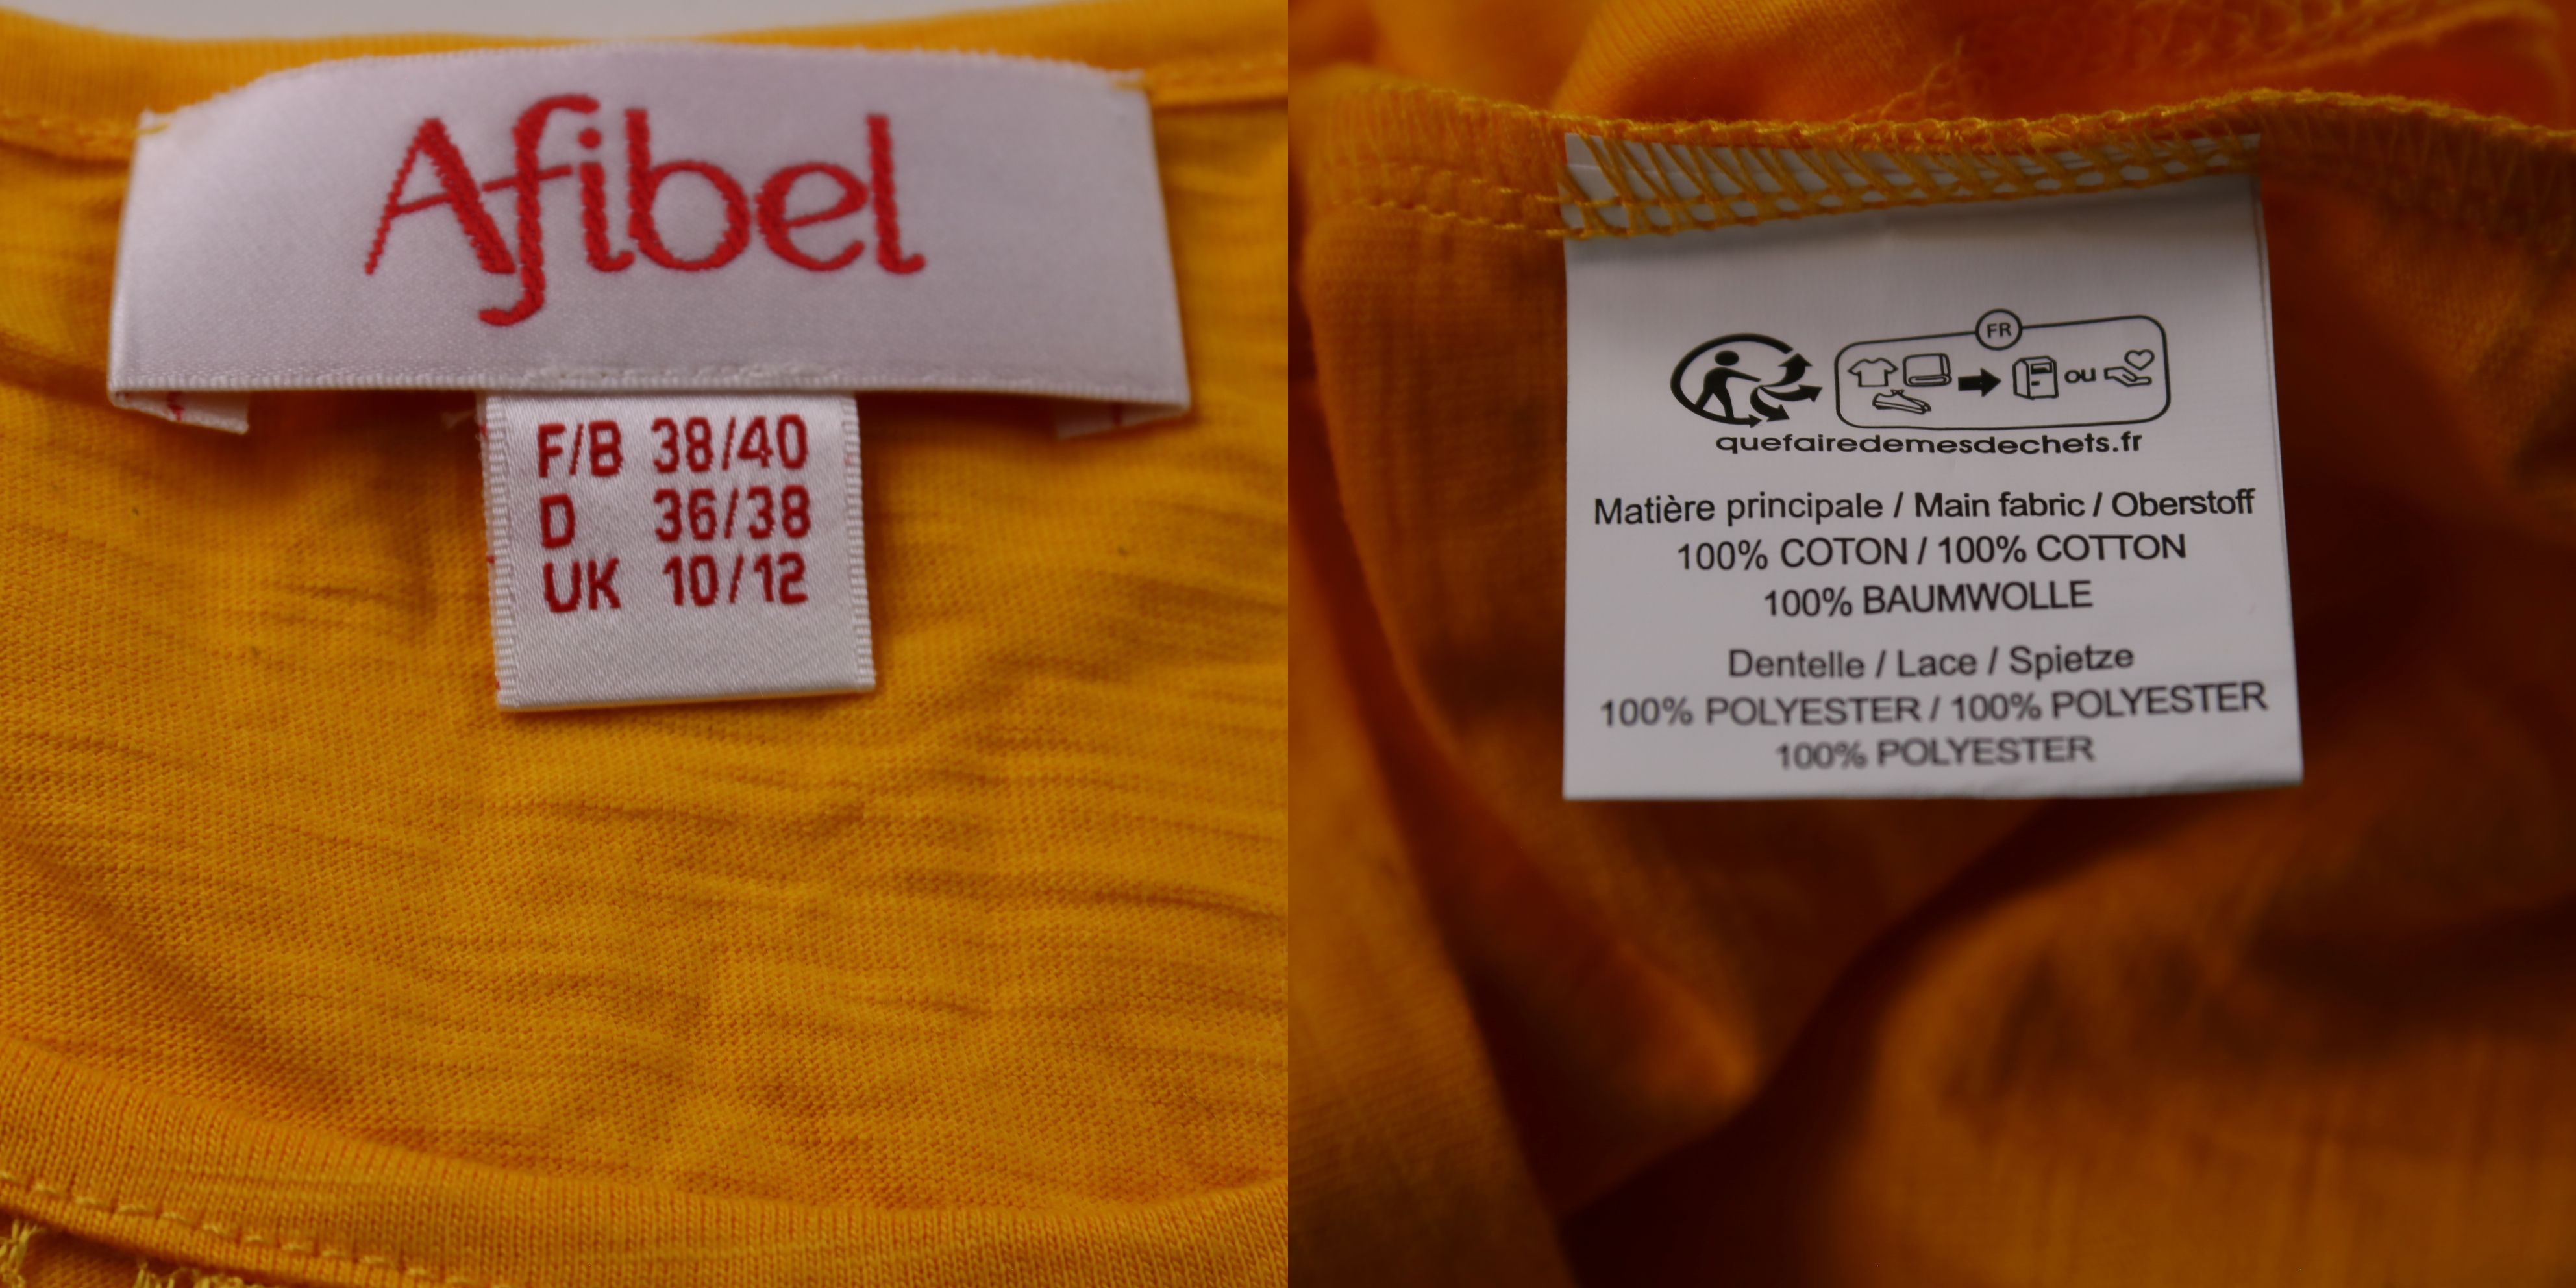 Afibel
F/B 38/40
D 36/38
UK 10/12
FR
ou
quefairedemesdechets.fr
Matière principale / Main fabric / Oberstoff
100% COTON / 100% COTTON
100% BAUMWOLLE
Dentelle / Lace / Spietze
100% POLYESTER / 100% POLYESTER
100% POLYESTER